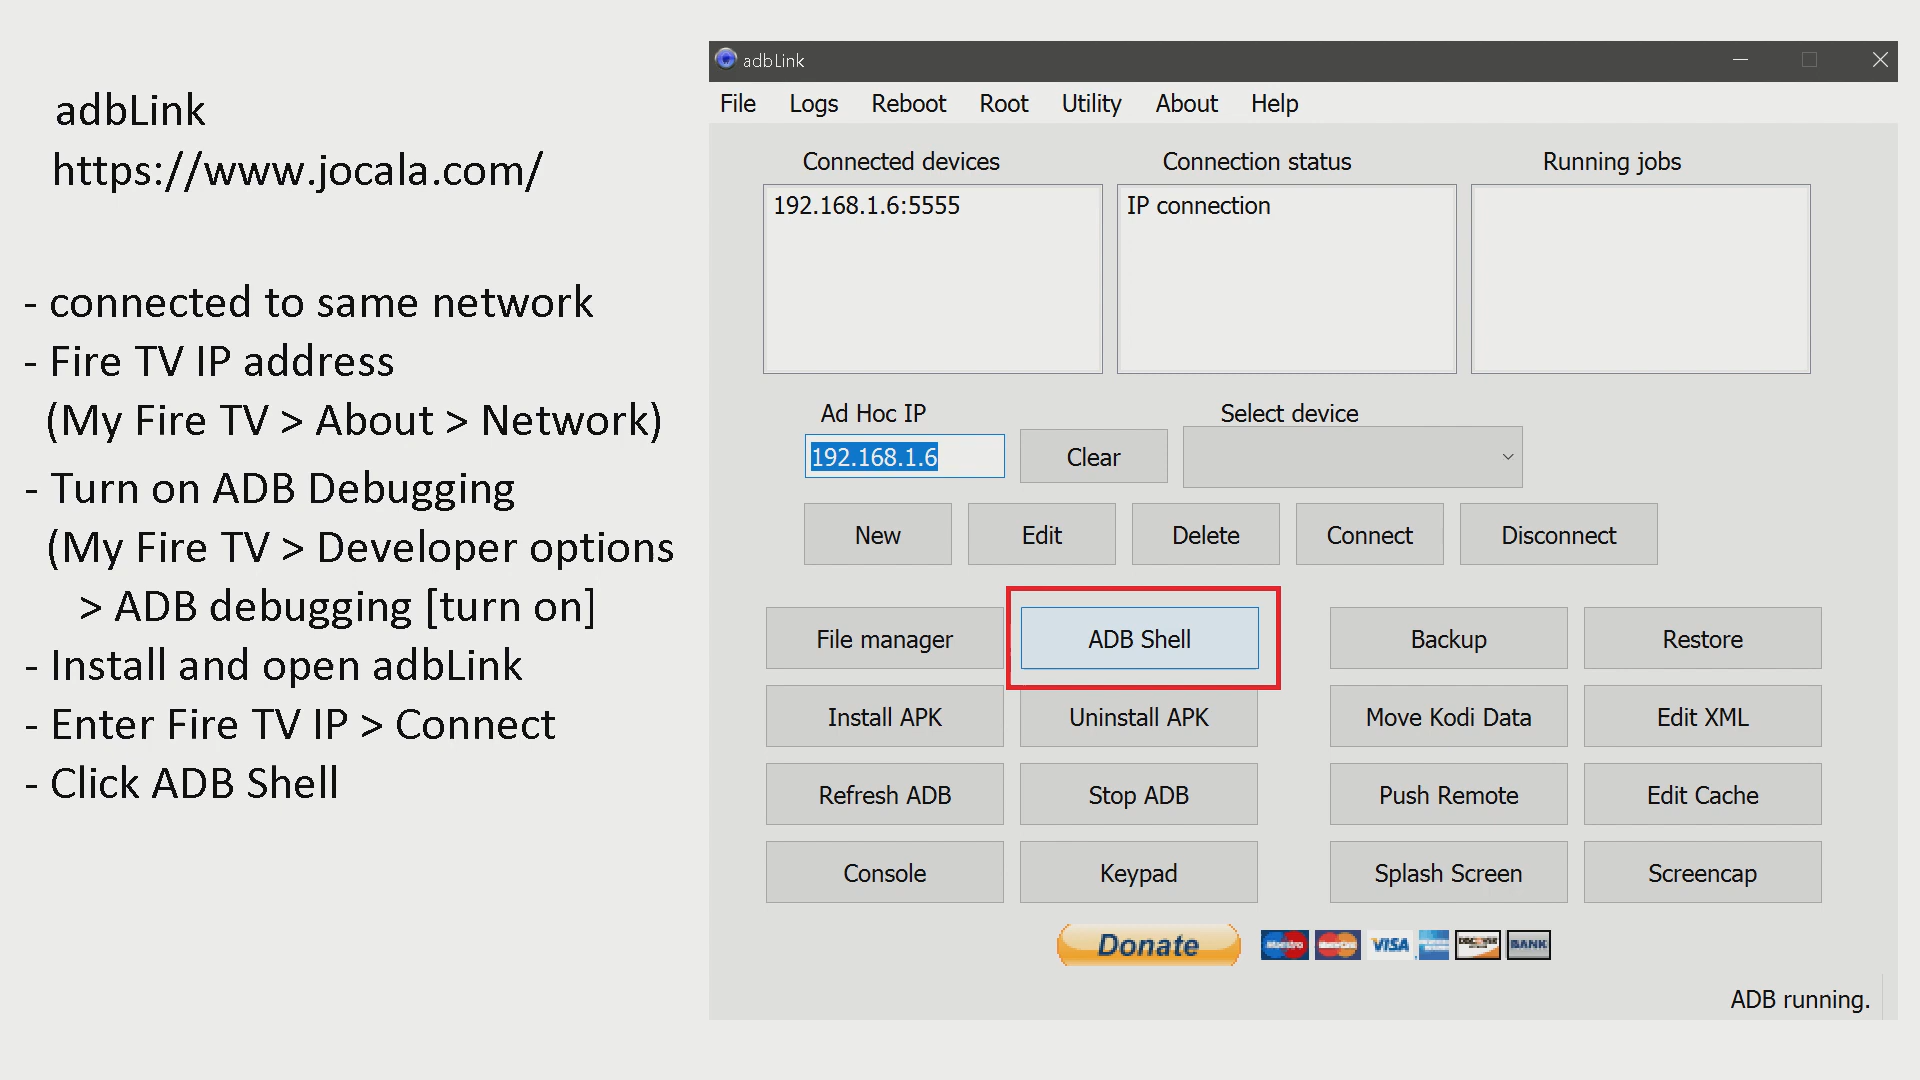 adbLink
https://www.jocala.com/
- connected to same network
- Fire TV IP address
(My Fire TV > About > Network)
- Turn on ADB Debugging
(My Fire TV > Developer options
> ADB debugging [turn on]
- Install and open adbLink
- Enter Fire TV IP > Connect
- Click ADB Shell
adbLink
File Logs Reboot Root Utility About Help
Connected devices Connection status Running jobs
192.168.1.6:5555 IP connection
Ad Hoc IP Select device
192.168.1.6 Clear
New Edit Delete Connect Disconnect
File manager ADB Shell Backup Restore
Install APK Uninstall APK Move Kodi Data Edit XML
Refresh ADB Stop ADB Push Remote Edit Cache
Console Keypad Splash Screen Screencap
Donate Maestro MasterCard VISA DISCOVER BANK
ADB running.